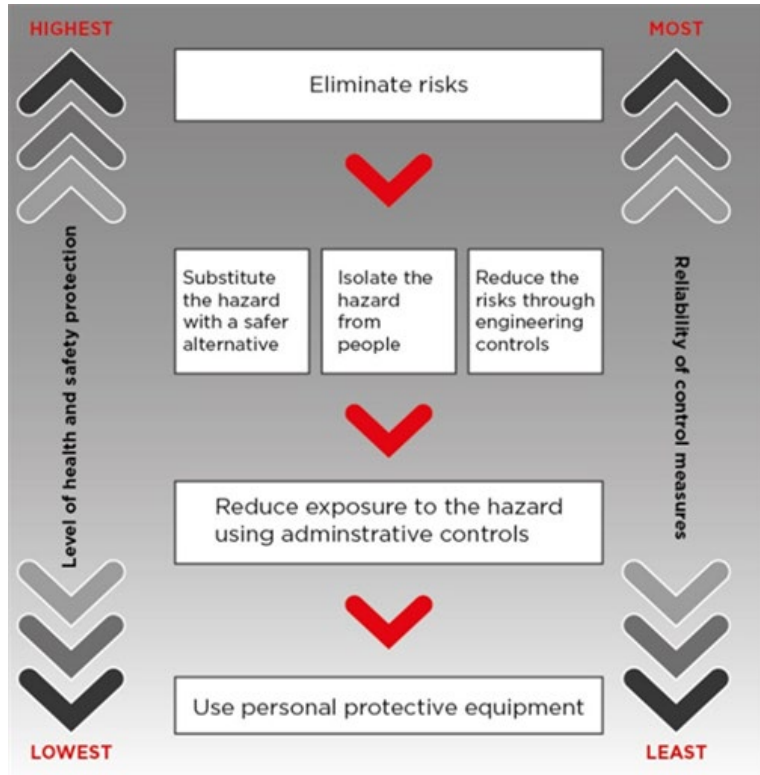 HIGHEST
MOST
Eliminate risks
Substitute
the hazard
with a safer
alternative
Isolate the
hazard
from
people
Reduce the
risks through
engineering
controls
Level of health and safety protection
Reliability of control measures
Reduce exposure to the hazard
using adminstrative controls
Use personal protective equipment
LOWEST
LEAST